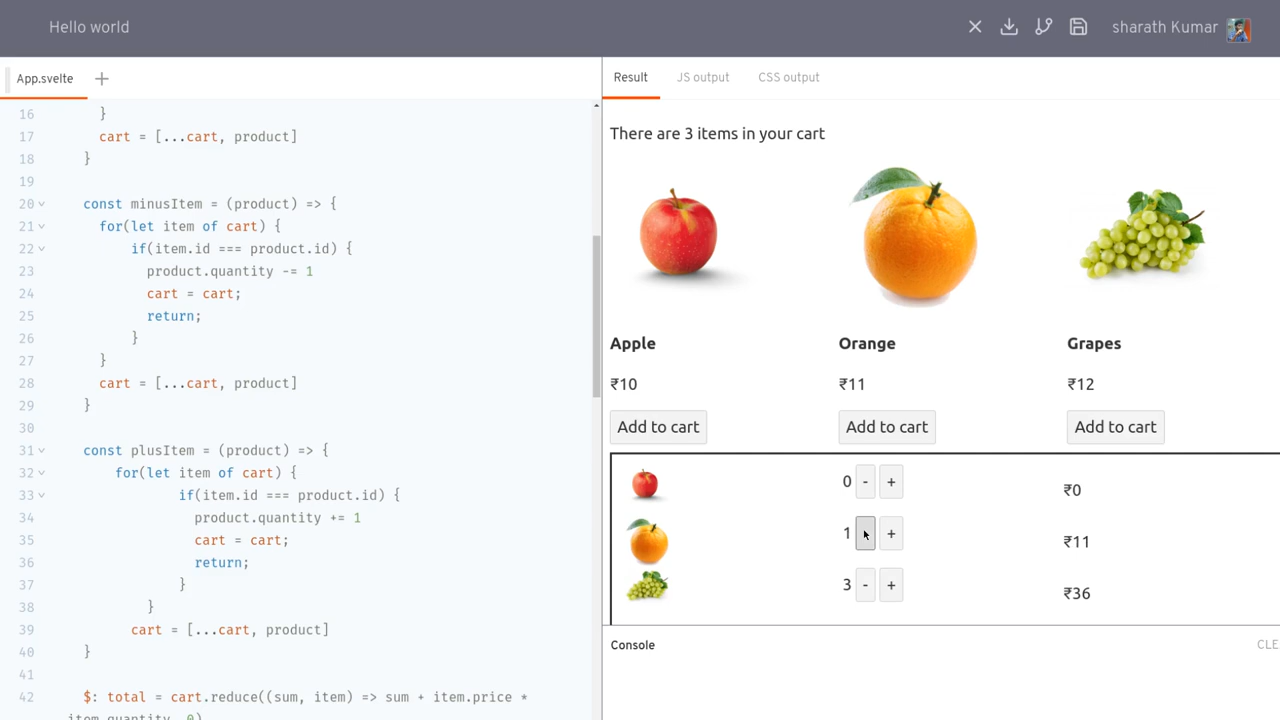 Hello world
sharath Kumar
App.svelte
Result
JS output
CSS output
16 }
17 cart = [...cart, product]
18 }
19
20 const minusItem = (product) => {
21 for(let item of cart) {
22 if(item.id === product.id) {
23 product.quantity -= 1
24 cart = cart;
25 return;
26 }
27 }
28 cart = [...cart, product]
29 }
30
31 const plusItem = (product) => {
32 for(let item of cart) {
33 if(item.id === product.id) {
34 product.quantity += 1
35 cart = cart;
36 return;
37 }
38 }
39 cart = [...cart, product]
40 }
41
42 $: total = cart.reduce((sum, item) => sum + item.price *
item.quantity, 0)
There are 3 items in your cart
Apple
Orange
Grapes
₹10
₹11
₹12
Add to cart
Add to cart
Add to cart
0 - + ₹0
1 - + ₹11
3 - + ₹36
Console
CLE